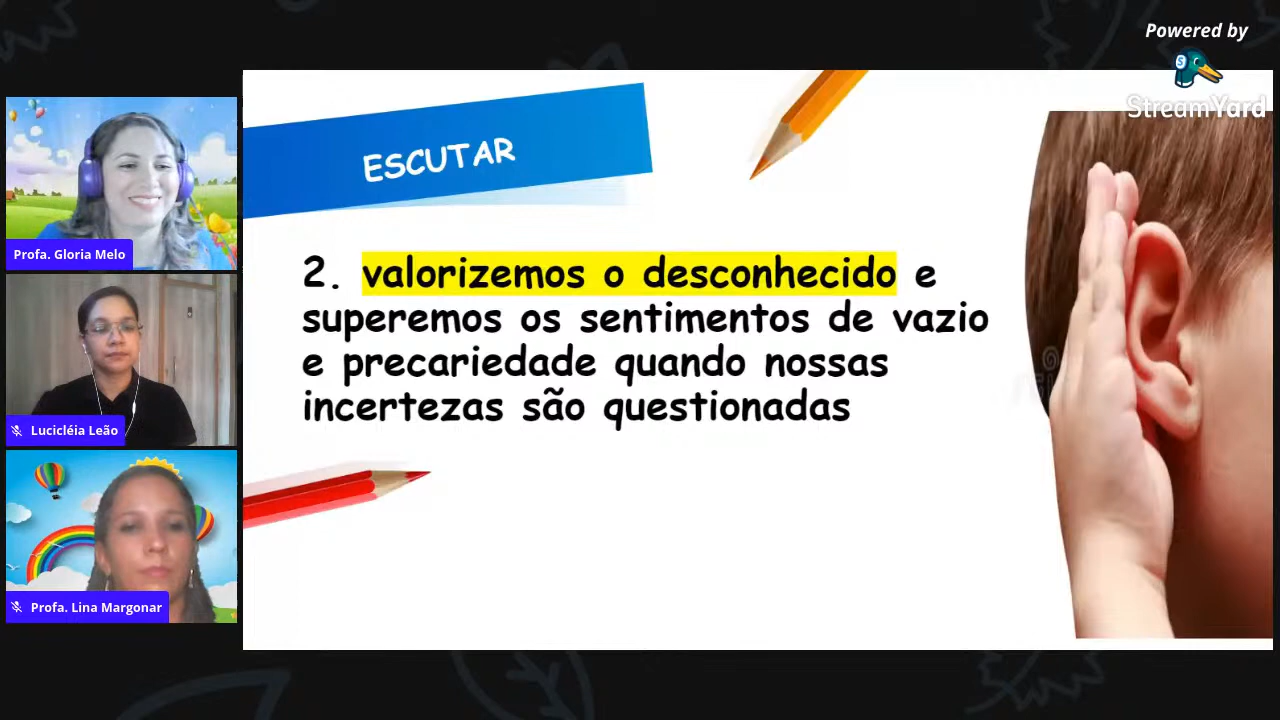 Powered by
StreamYard
ESCUTAR
2. valorizemos o desconhecido e
superemos os sentimentos de vazio
e precariedade quando nossas
incertezas são questionadas
Profa. Gloria Melo
Lucicléia Leão
Profa. Lina Margonar